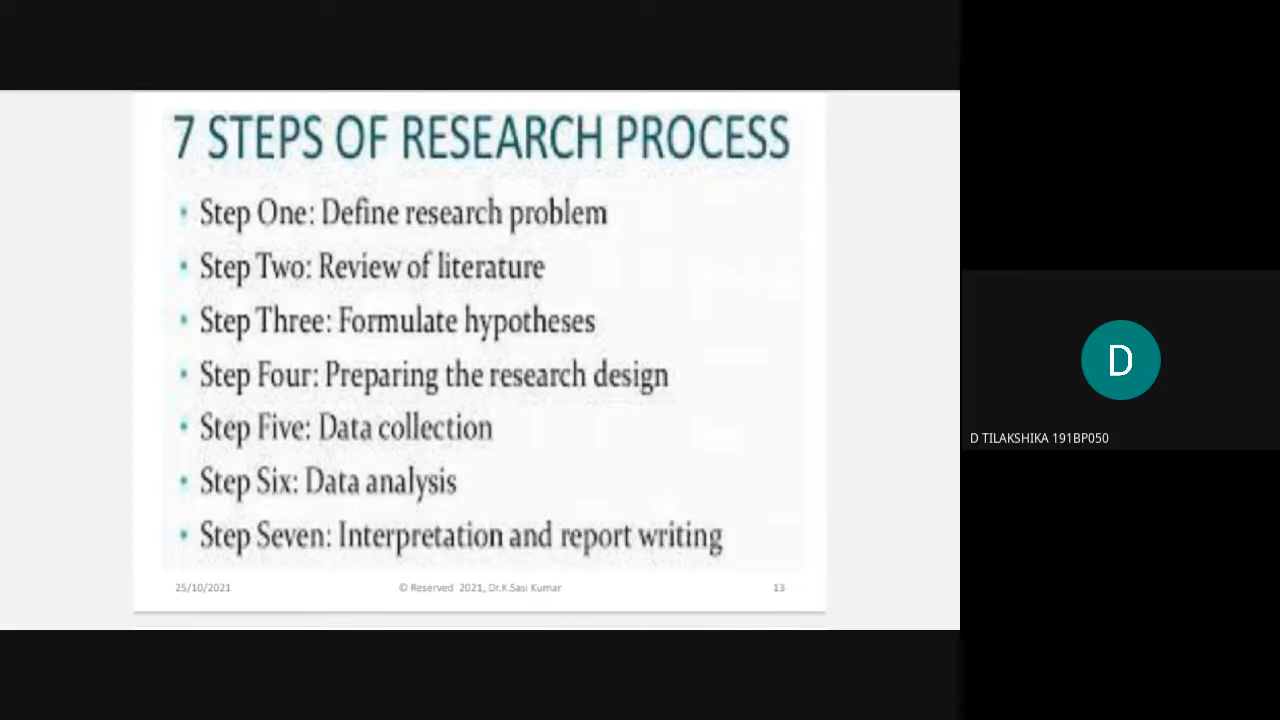 7 STEPS OF RESEARCH PROCESS
• Step One: Define research problem
• Step Two: Review of literature
• Step Three: Formulate hypotheses
• Step Four: Preparing the research design
• Step Five: Data collection
• Step Six: Data analysis
• Step Seven: Interpretation and report writing
25/10/2021 © Reserved 2021, Dr.K.Sasi Kumar 13
D
D TILAKSHIKA 191BP050